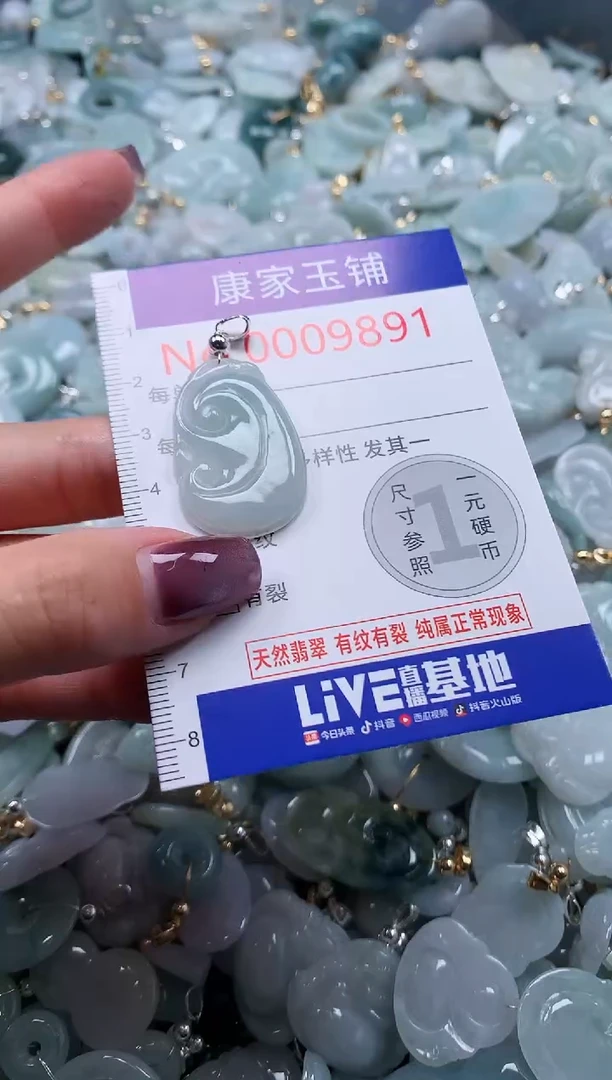 康家玉铺
No 0009891
每
每 样性 发其一
纹
有裂
尺寸参照
1
一元硬币
天然翡翠 有纹有裂 纯属正常现象
LiVE直播基地
今日头条 抖音 西瓜视频 抖音火山版
0
1
2
3
4
7
8